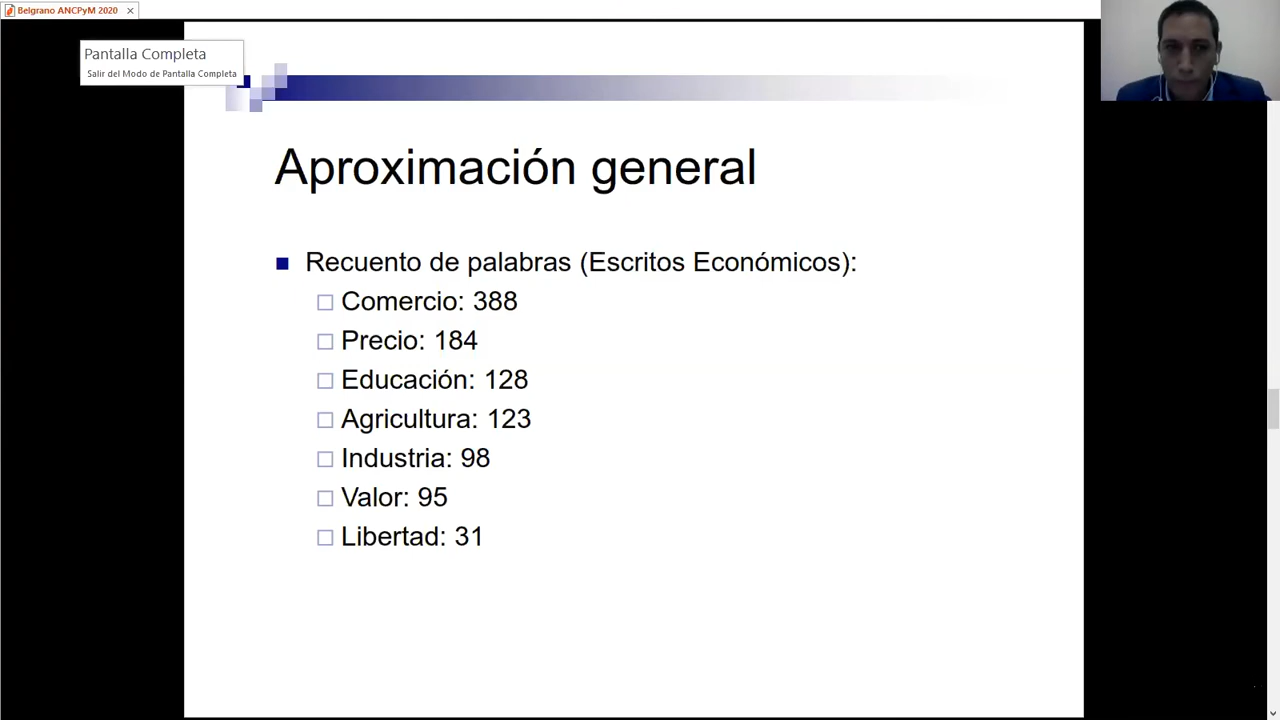 Belgrano ANCPyM 2020
Pantalla Completa
Salir del Modo de Pantalla Completa
Aproximación general
Recuento de palabras (Escritos Económicos):
Comercio: 388
Precio: 184
Educación: 128
Agricultura: 123
Industria: 98
Valor: 95
Libertad: 31